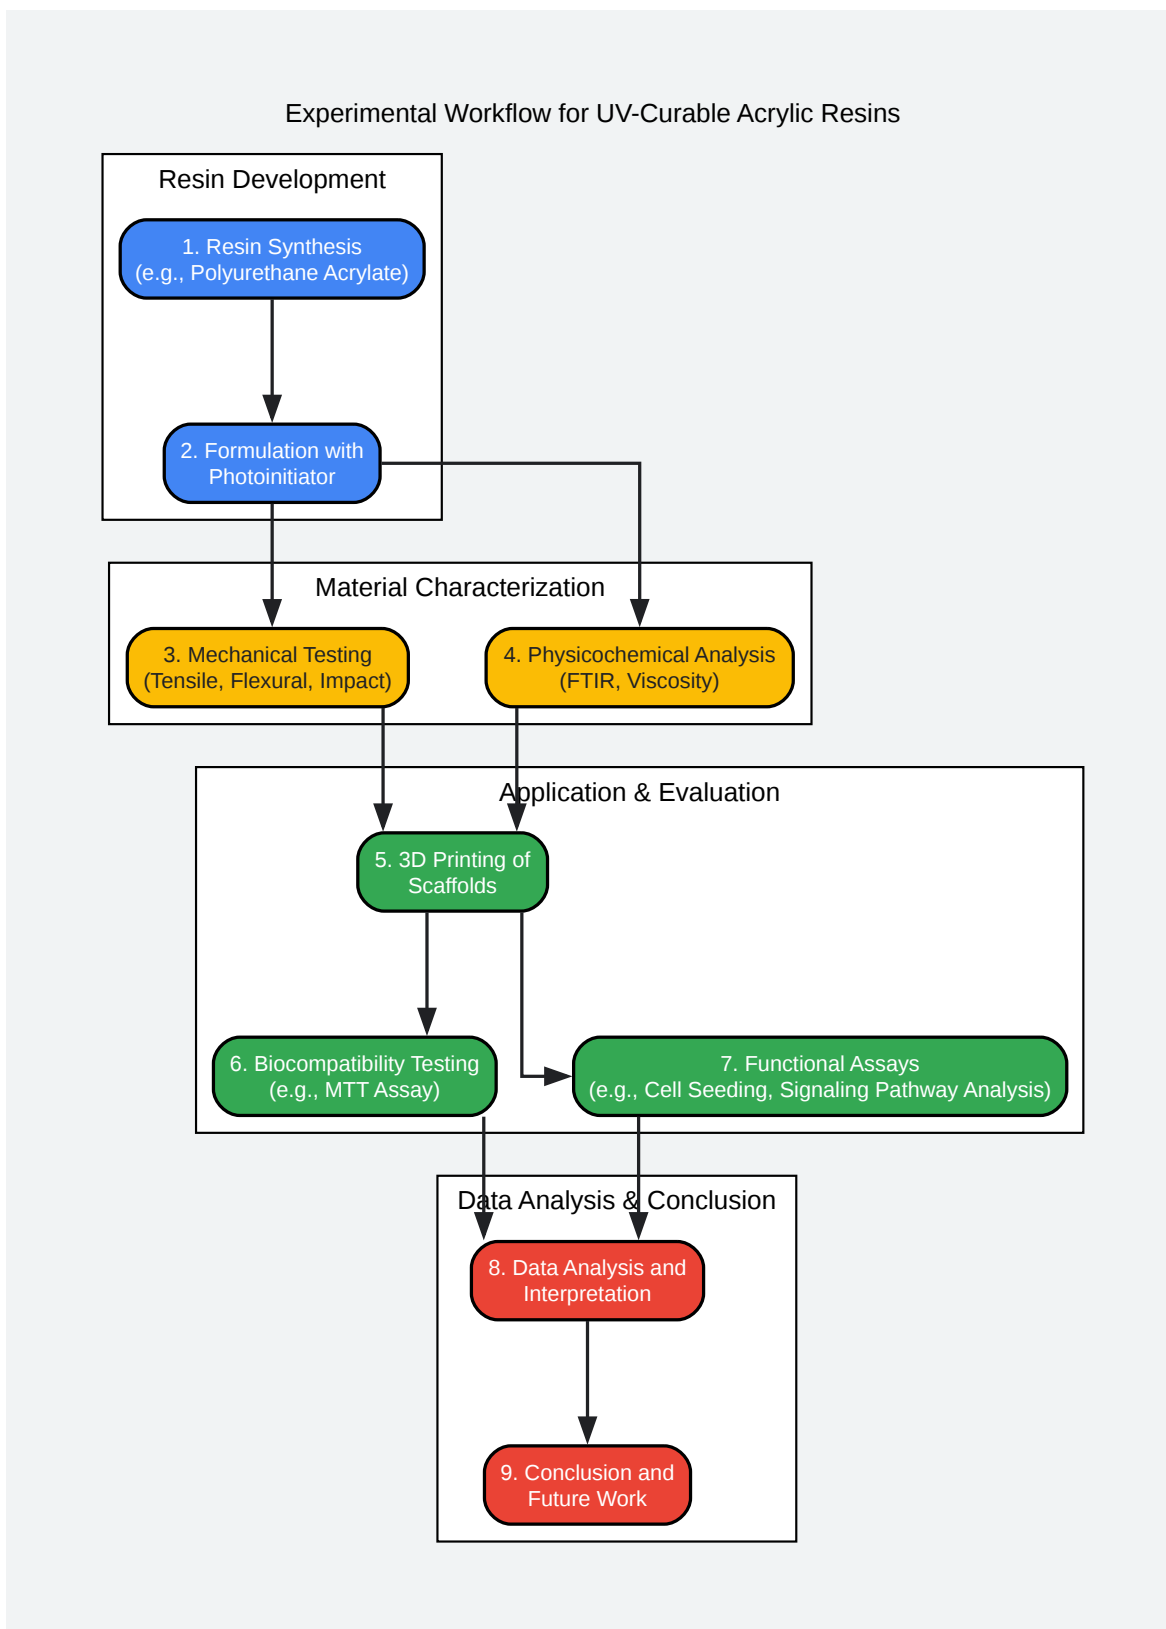 Experimental Workflow for UV-Curable Acrylic Resins
Resin Development
1. Resin Synthesis
(e.g., Polyurethane Acrylate)
2. Formulation with
Photoinitiator
Material Characterization
3. Mechanical Testing
(Tensile, Flexural, Impact)
4. Physicochemical Analysis
(FTIR, Viscosity)
Application & Evaluation
5. 3D Printing of
Scaffolds
6. Biocompatibility Testing
(e.g., MTT Assay)
7. Functional Assays
(e.g., Cell Seeding, Signaling Pathway Analysis)
Data Analysis & Conclusion
8. Data Analysis and
Interpretation
9. Conclusion and
Future Work